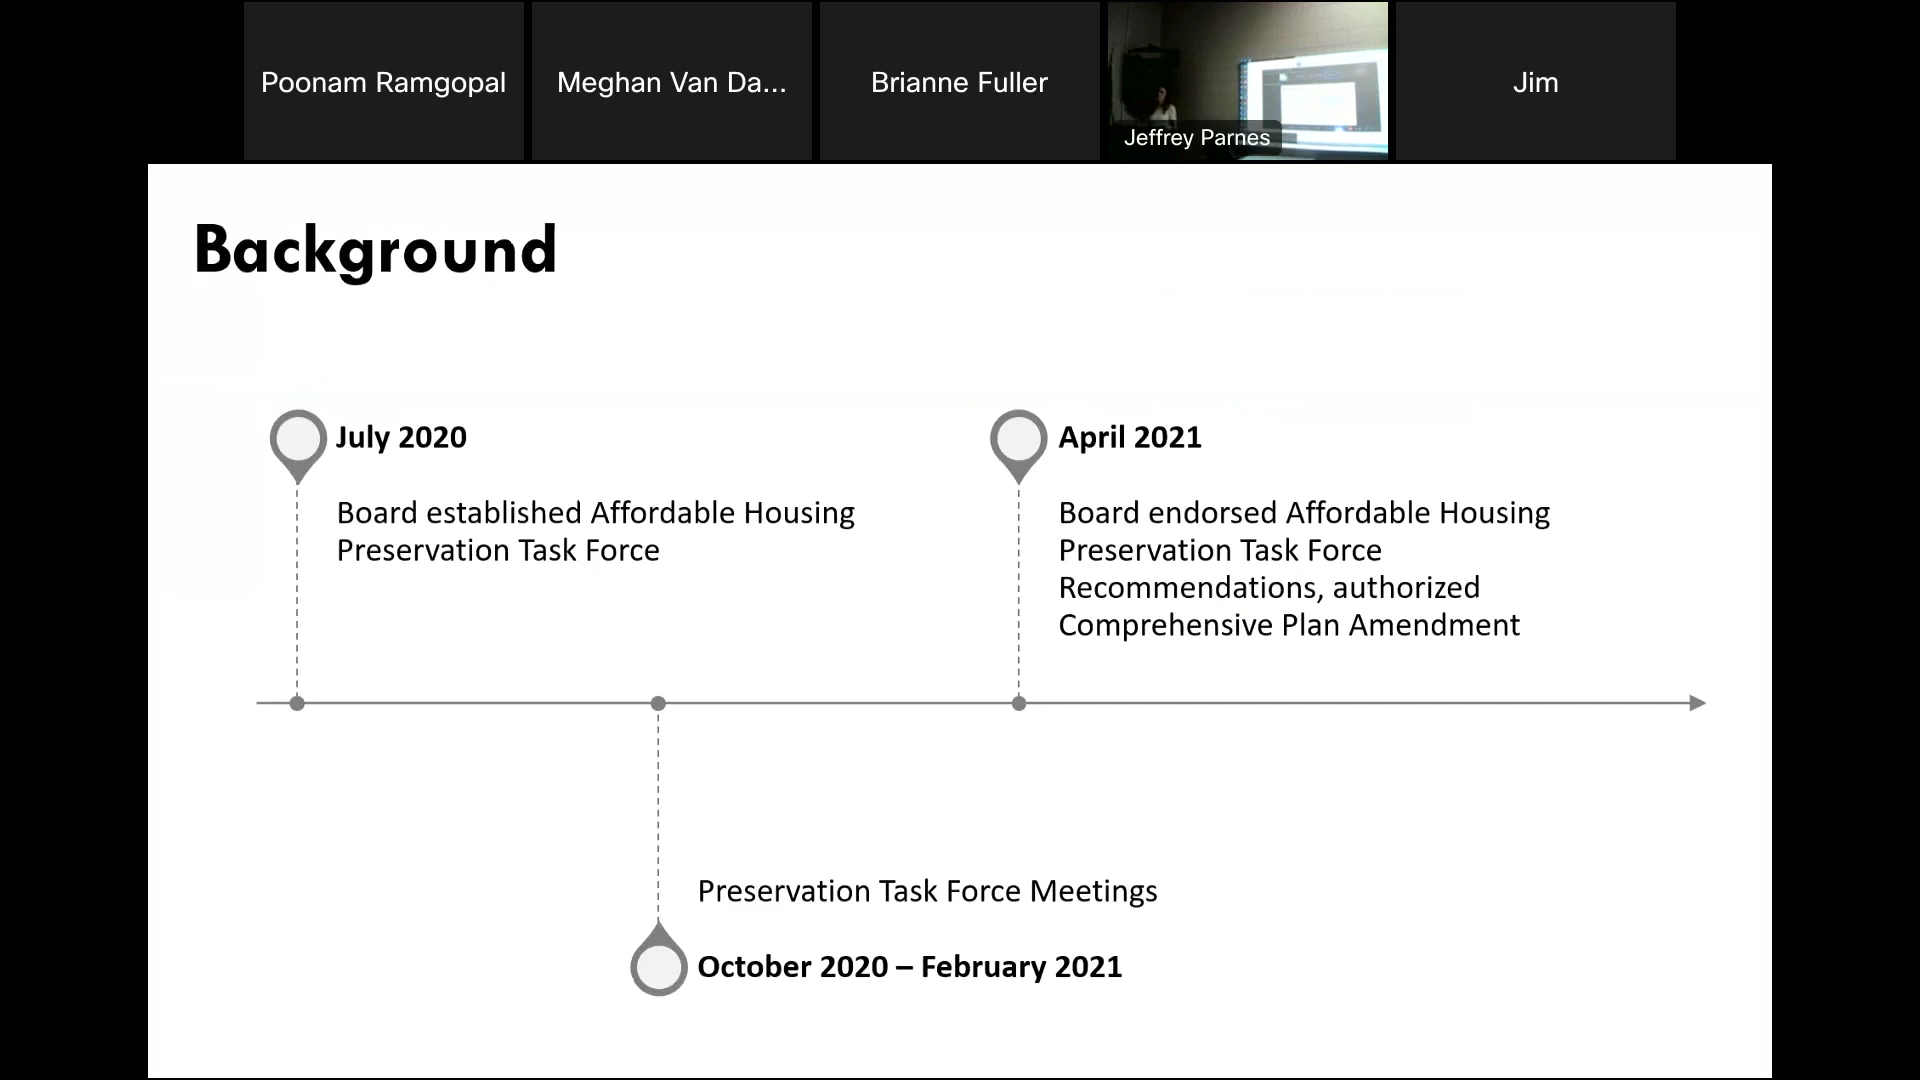 Poonam Ramgopal
Meghan Van Da...
Brianne Fuller
Jeffrey Parnes
Jim
Background
July 2020
Board established Affordable Housing
Preservation Task Force
April 2021
Board endorsed Affordable Housing
Preservation Task Force
Recommendations, authorized
Comprehensive Plan Amendment
Preservation Task Force Meetings
October 2020 – February 2021